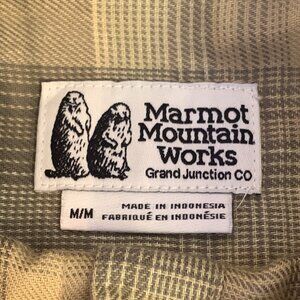 Marmot
Mountain
Works
Grand Junction CO
M/M
MADE IN INDONESIA
FABRIQUÉ EN INDONÉSIE